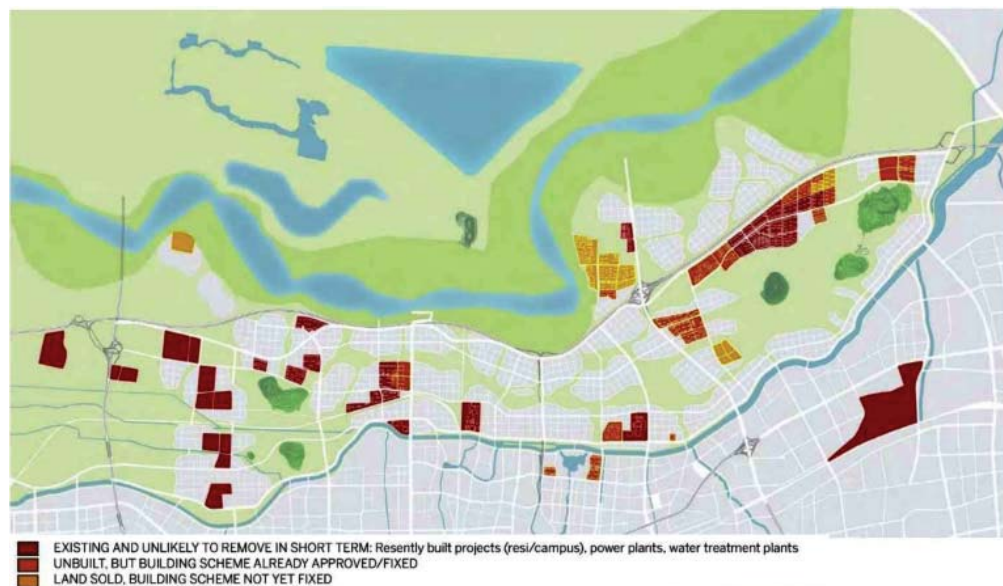 EXISTING AND UNLIKELY TO REMOVE IN SHORT TERM: Resently built projects (resi/campus), power plants, water treatment plants
UNBUILT, BUT BUILDING SCHEME ALREADY APPROVED/FIXED
LAND SOLD, BUILDING SCHEME NOT YET FIXED